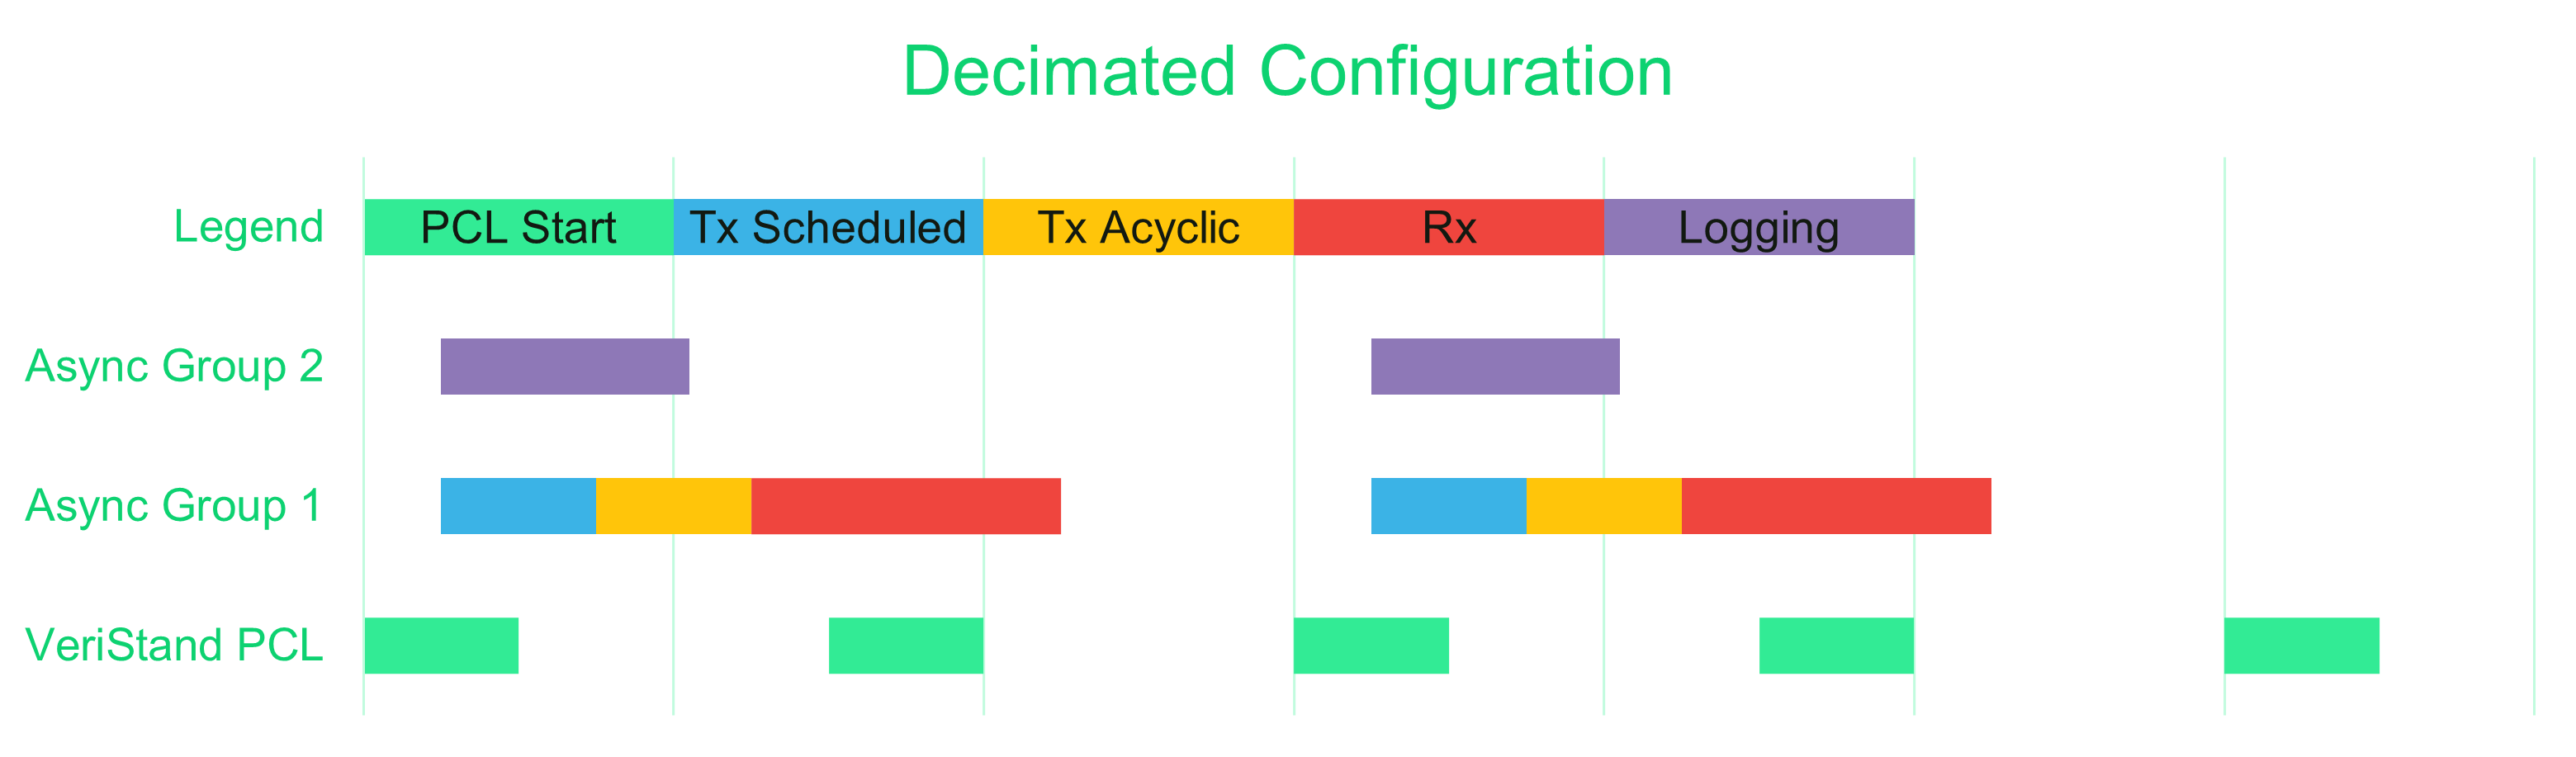 Decimated Configuration
Legend
PCL Start
Tx Scheduled
Tx Acyclic
Rx
Logging
Async Group 2
Async Group 1
VeriStand PCL